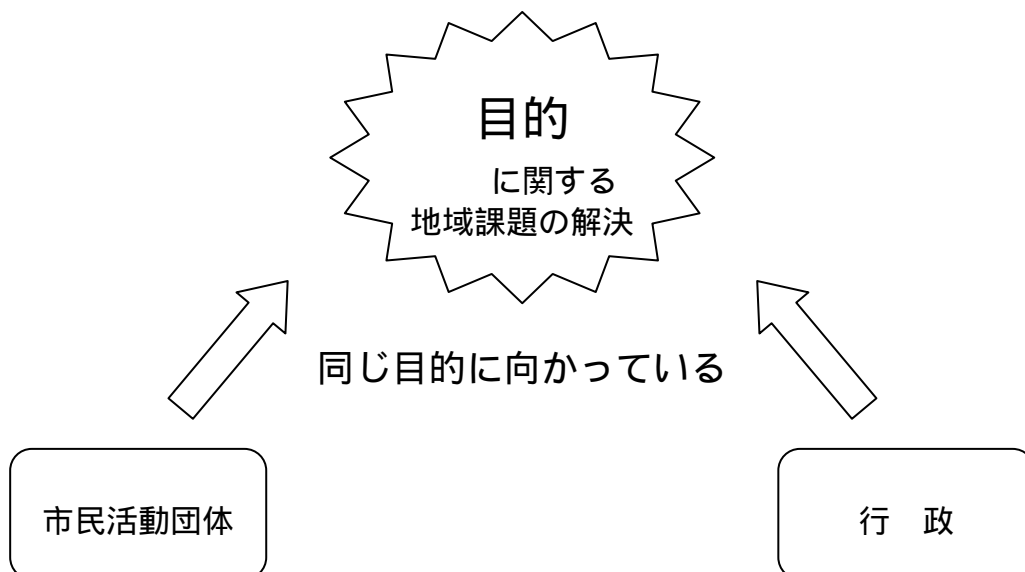 目的
に関する
地域課題の解決
同じ目的に向かっている
市民活動団体
行　政